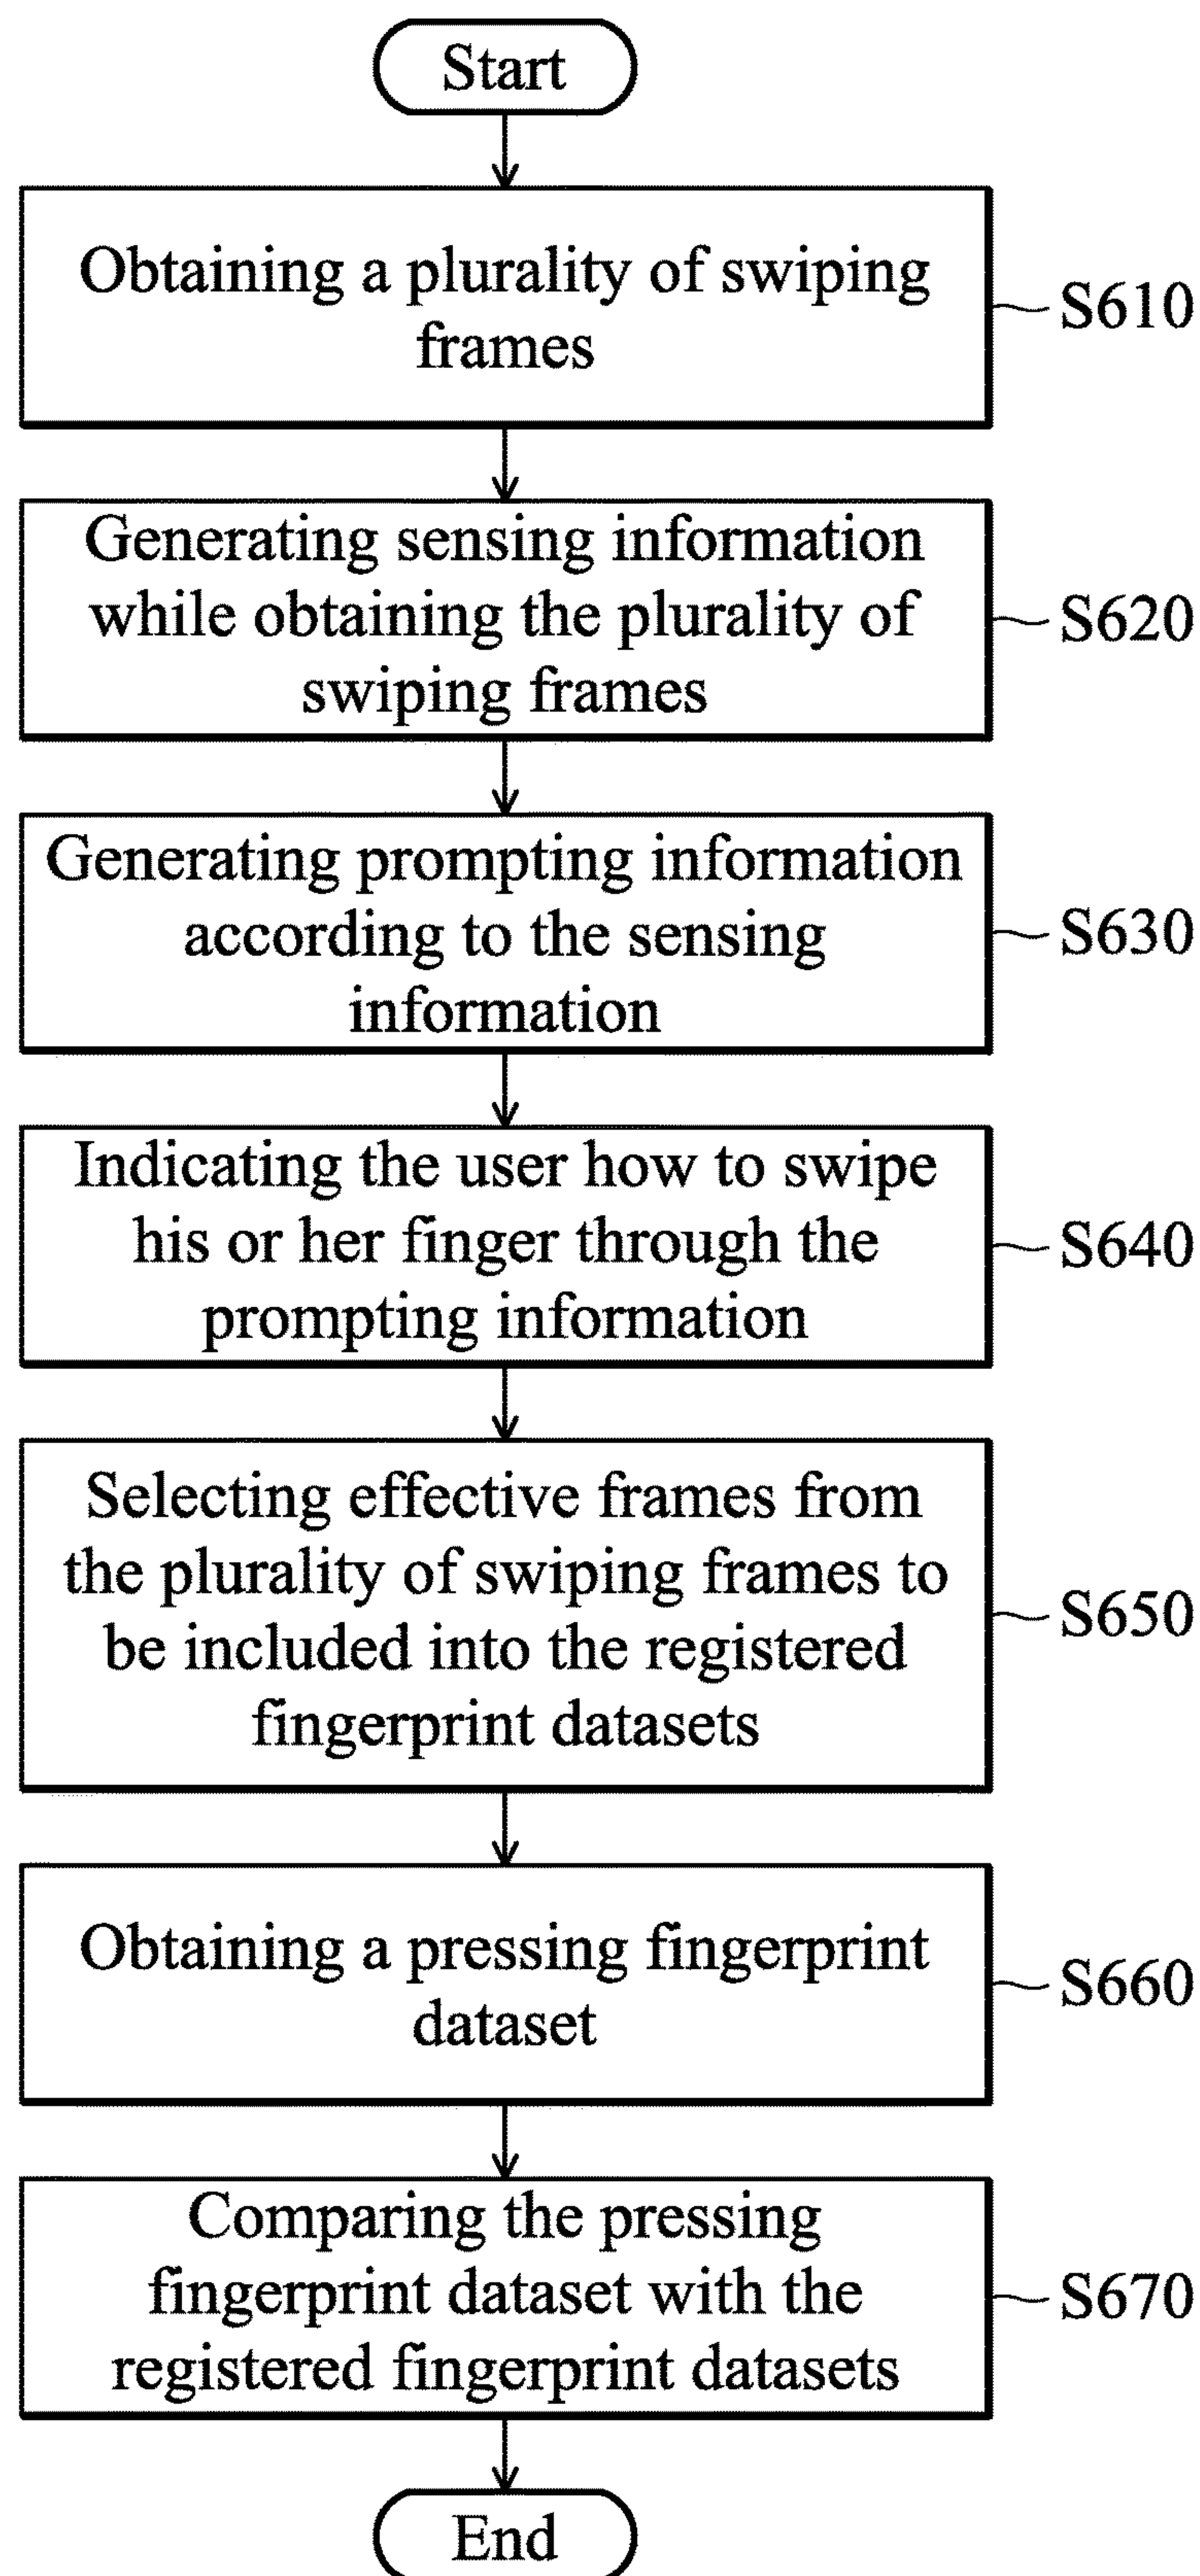 Start
Obtaining a plurality of swiping
frames
S610
Generating sensing information
while obtaining the plurality of
swiping frames
S620
Generating prompting information
according to the sensing
information
S630
Indicating the user how to swipe
his or her finger through the
prompting information
S640
Selecting effective frames from
the plurality of swiping frames to
be included into the registered
fingerprint datasets
S650
Obtaining a pressing fingerprint
dataset
S660
Comparing the pressing
fingerprint dataset with the
registered fingerprint datasets
S670
End